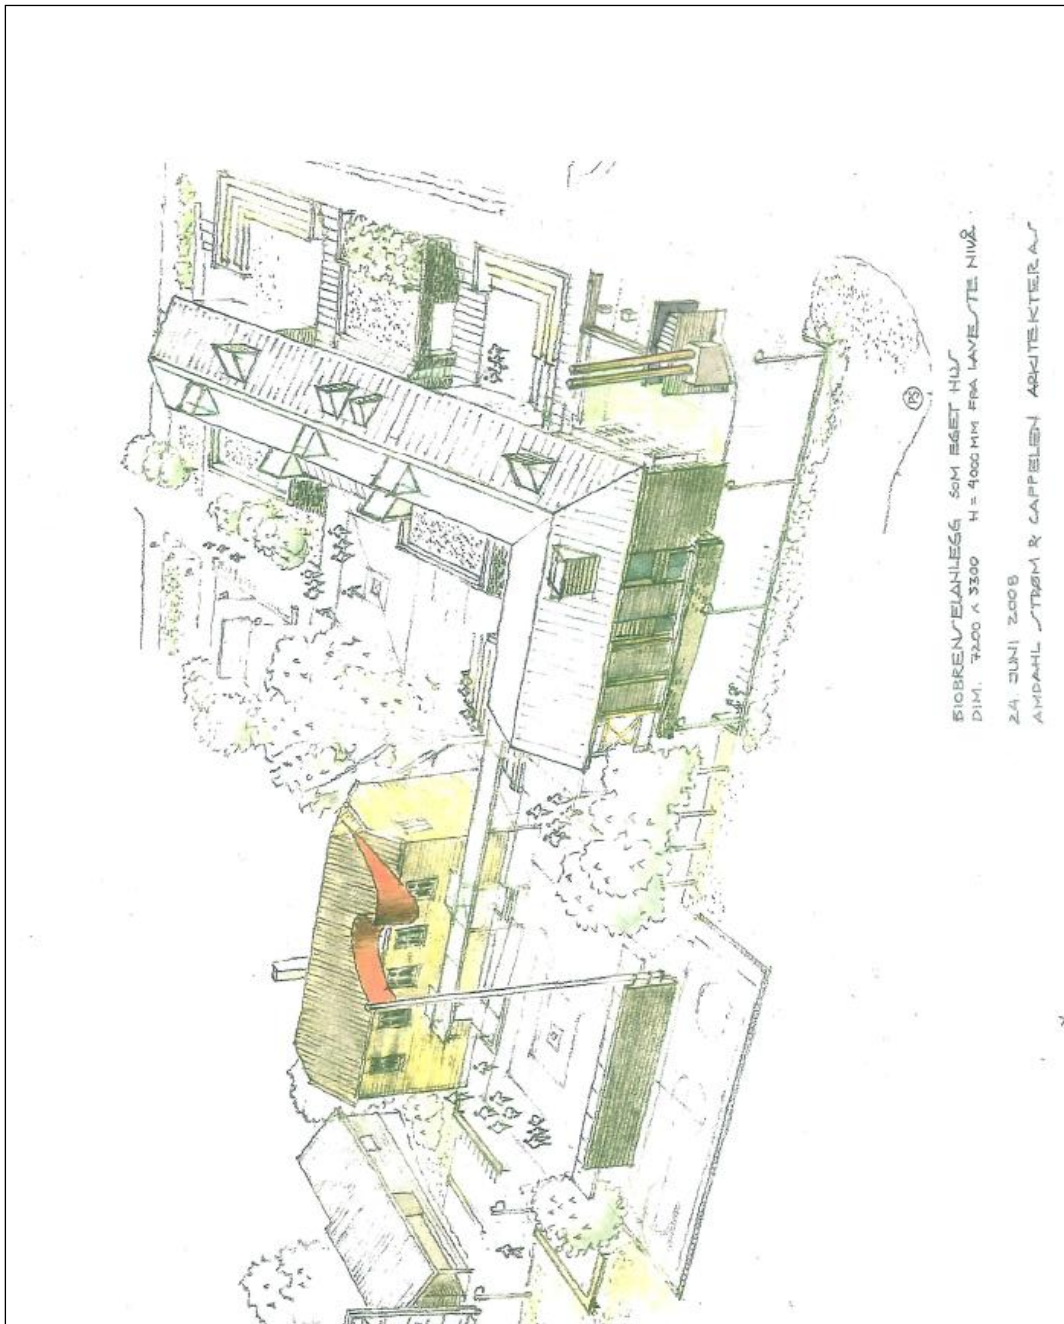 PS
BIOBRENSELANLEGG SOM EGET HUS
DIM. 7200 x 3300 H = 4000 MM FRA LAVESTE NIVÅ.
24. JUNI 2008
AMDAHL STRØM & CAPPELEN ARKITEKTER AS